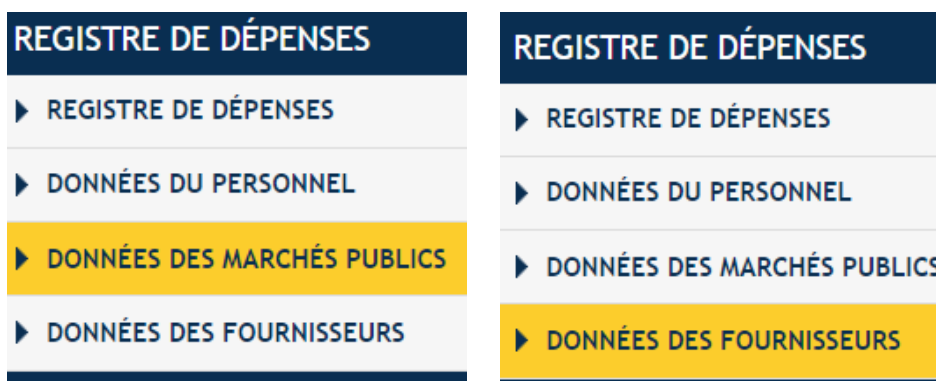 REGISTRE DE DÉPENSES
REGISTRE DE DÉPENSES
DONNÉES DU PERSONNEL
DONNÉES DES MARCHÉS PUBLICS
DONNÉES DES FOURNISSEURS
REGISTRE DE DÉPENSES
REGISTRE DE DÉPENSES
DONNÉES DU PERSONNEL
DONNÉES DES MARCHÉS PUBLICS
DONNÉES DES FOURNISSEURS